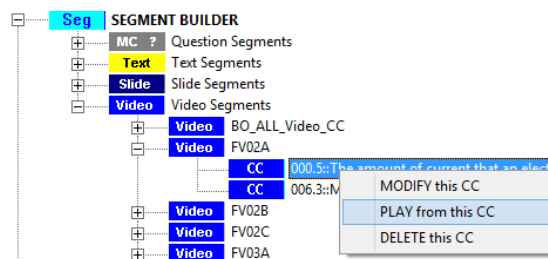 Seg SEGMENT BUILDER
MC ? Question Segments
Text Text Segments
Slide Slide Segments
Video Video Segments
Video BO_ALL_Video_CC
Video FV02A
CC 000.5::The amount of current that an elect
CC 006.3::M
MODIFY this CC
Video FV02B
PLAY from this CC
Video FV02C
DELETE this CC
Video FV03A